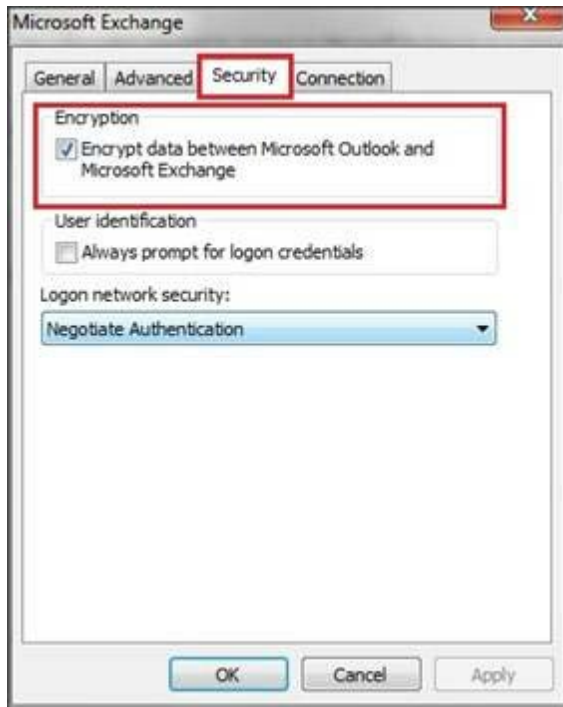 Microsoft Exchange
General Advanced Security Connection
Encryption
Encrypt data between Microsoft Outlook and
Microsoft Exchange
User identification
Always prompt for logon credentials
Logon network security:
Negotiate Authentication
OK Cancel Apply